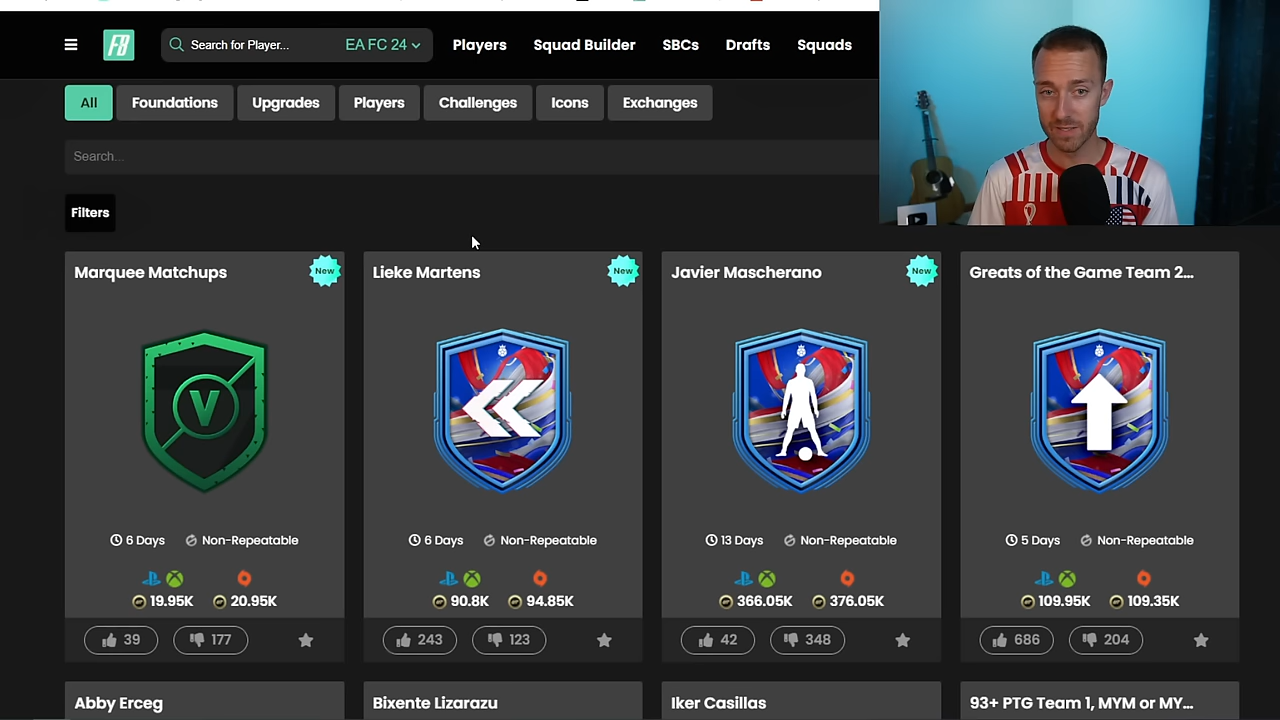 F8
Search for Player...
EA FC 24
Players
Squad Builder
SBCs
Drafts
Squads
All
Foundations
Upgrades
Players
Challenges
Icons
Exchanges
Search...
Filters
Marquee Matchups
New
V
6 Days
Non-Repeatable
19.95K
20.95K
39
177
Lieke Martens
New
6 Days
Non-Repeatable
90.8K
94.85K
243
123
Javier Mascherano
New
13 Days
Non-Repeatable
366.05K
376.05K
42
348
Greats of the Game Team 2...
5 Days
Non-Repeatable
109.95K
109.35K
686
204
Abby Erceg
Bixente Lizarazu
Iker Casillas
93+ PTG Team 1, MYM or MY...